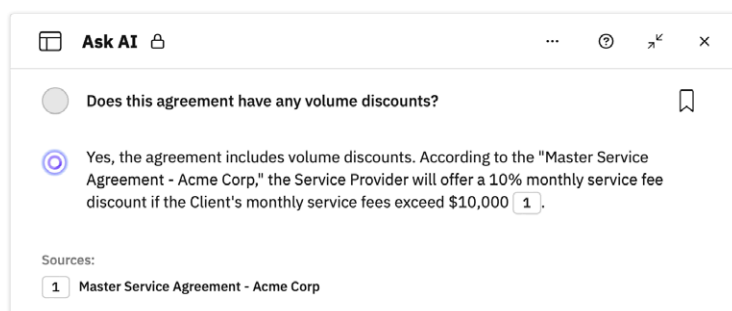 Ask AI
Does this agreement have any volume discounts?
Yes, the agreement includes volume discounts. According to the "Master Service
Agreement - Acme Corp," the Service Provider will offer a 10% monthly service fee
discount if the Client's monthly service fees exceed $10,000 1.
Sources:
1 Master Service Agreement - Acme Corp